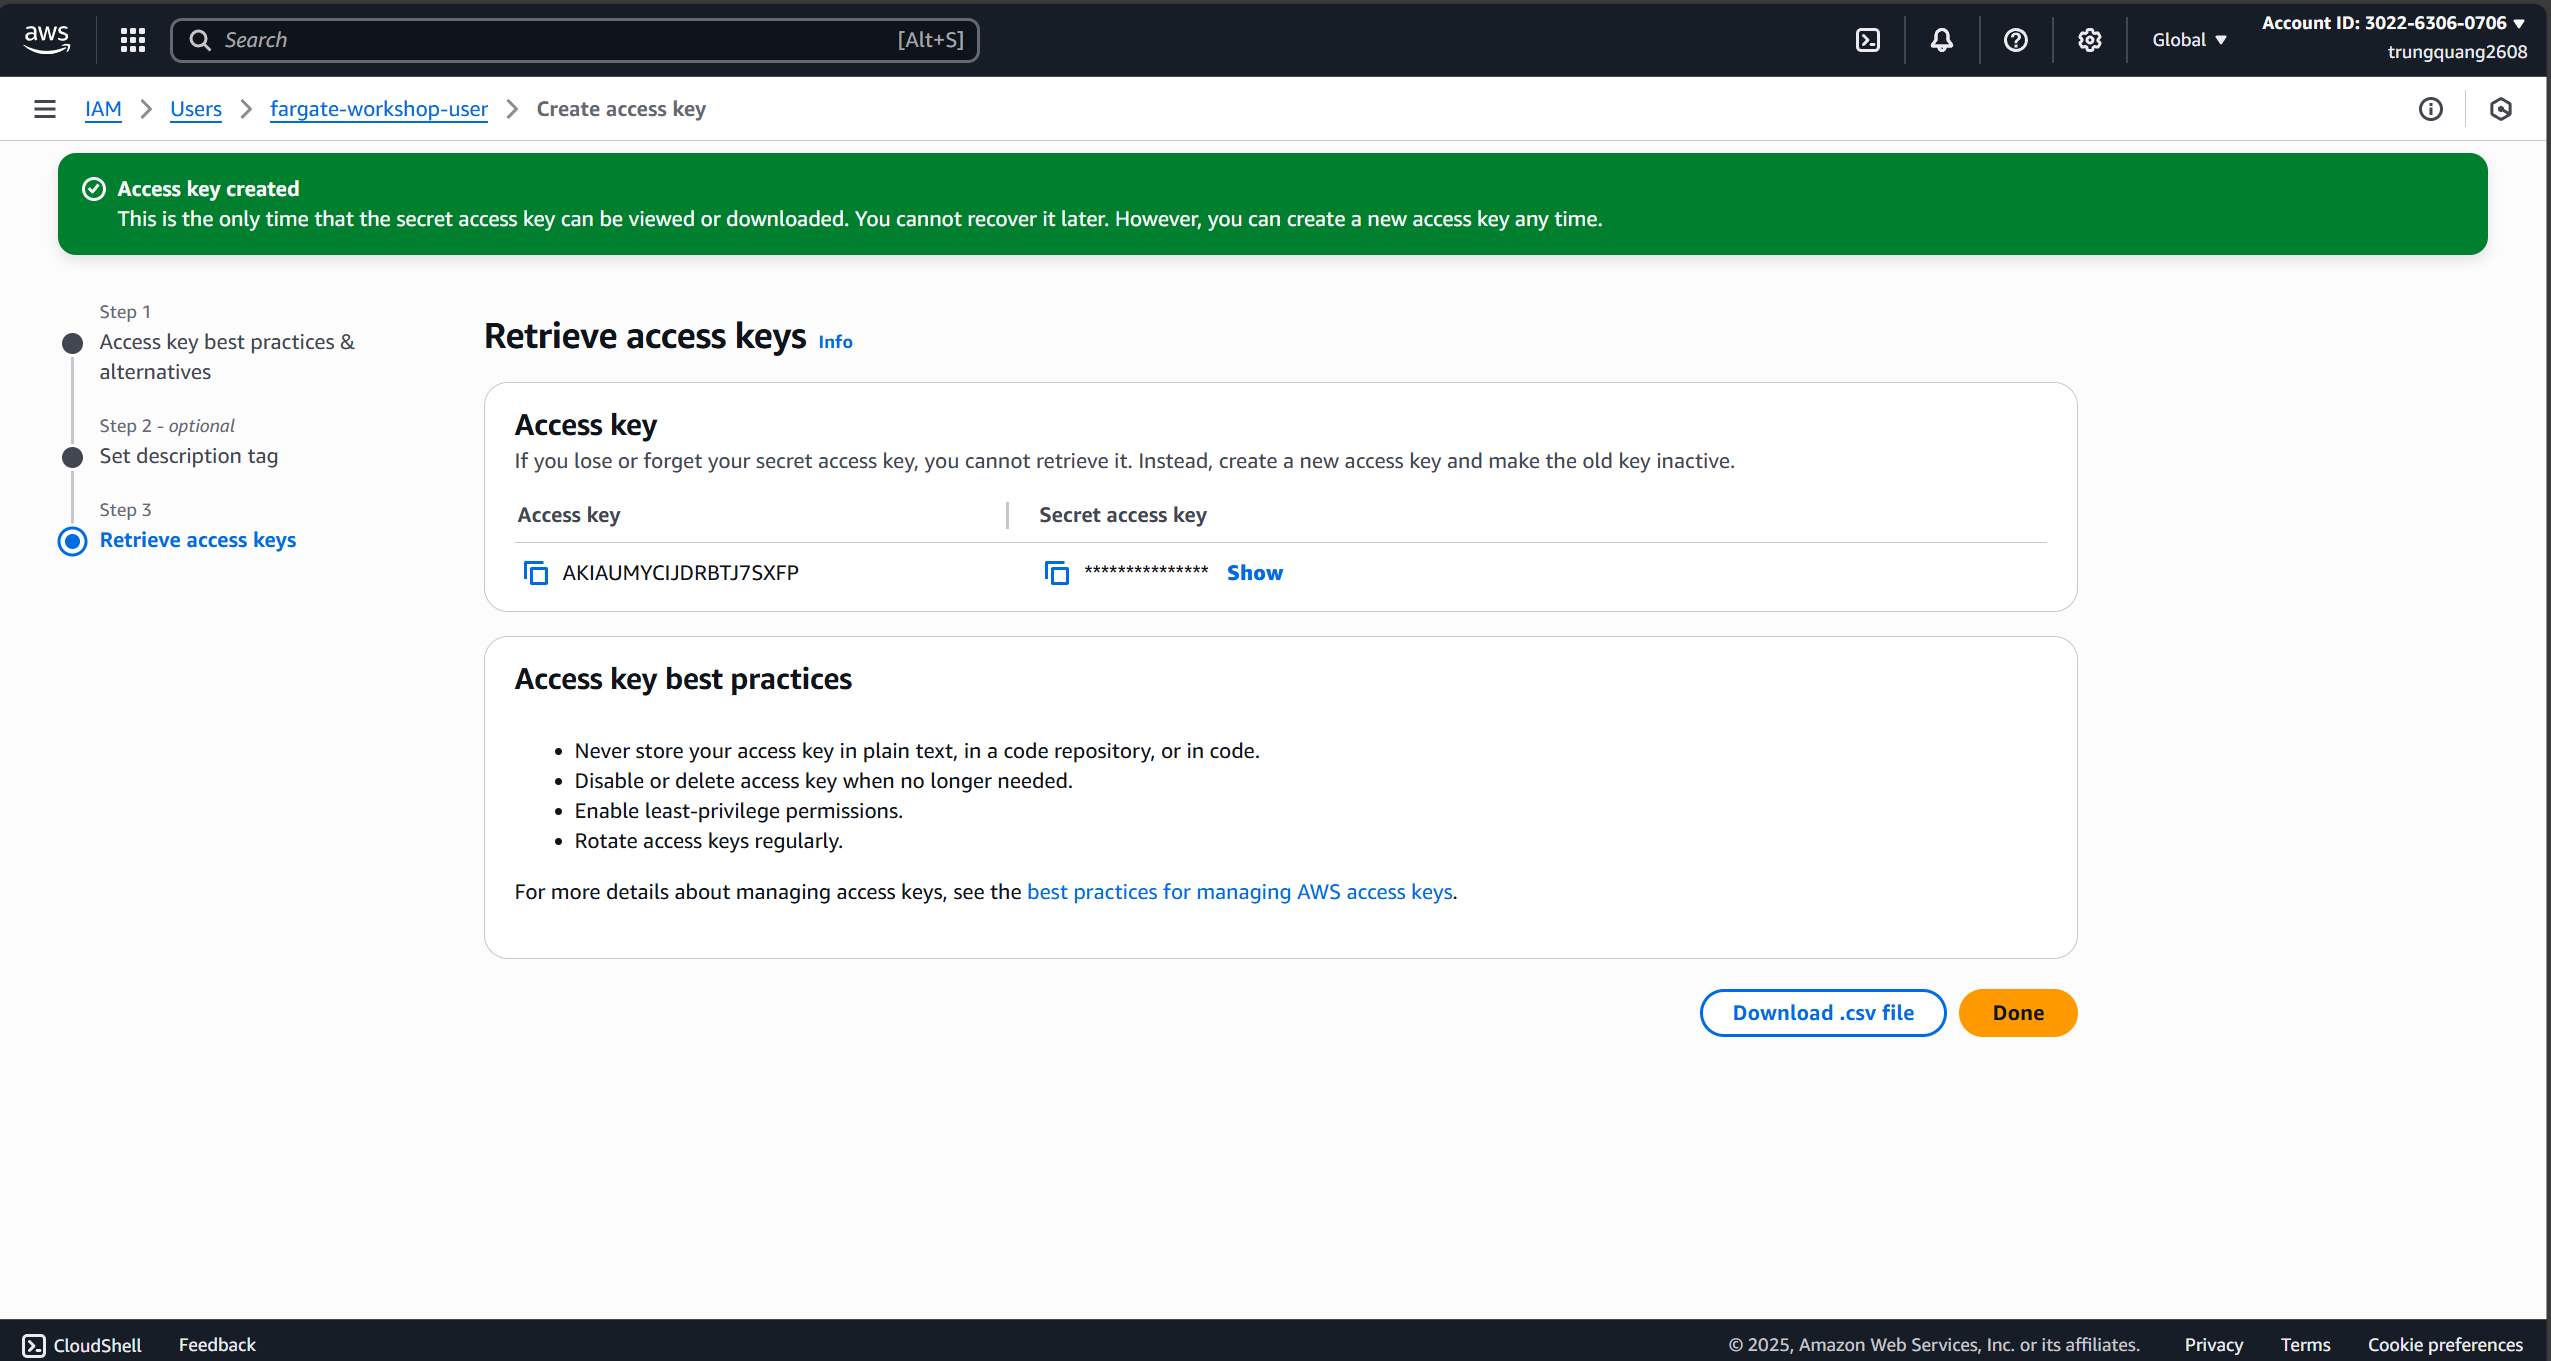 aws
Search
[Alt+S]
Global
Account ID: 3022-6306-0706
trungquang2608
IAM
Users
fargate-workshop-user
Create access key
Access key created
This is the only time that the secret access key can be viewed or downloaded. You cannot recover it later. However, you can create a new access key any time.
Step 1
Access key best practices &
alternatives
Step 2 - optional
Set description tag
Step 3
Retrieve access keys
Retrieve access keys Info
Access key
If you lose or forget your secret access key, you cannot retrieve it. Instead, create a new access key and make the old key inactive.
Access key
Secret access key
AKIAUMYCIJDRBTJ7SXFP
*************** Show
Access key best practices
• Never store your access key in plain text, in a code repository, or in code.
• Disable or delete access key when no longer needed.
• Enable least-privilege permissions.
• Rotate access keys regularly.
For more details about managing access keys, see the best practices for managing AWS access keys.
Download .csv file
Done
CloudShell
Feedback
© 2025, Amazon Web Services, Inc. or its affiliates.
Privacy
Terms
Cookie preferences